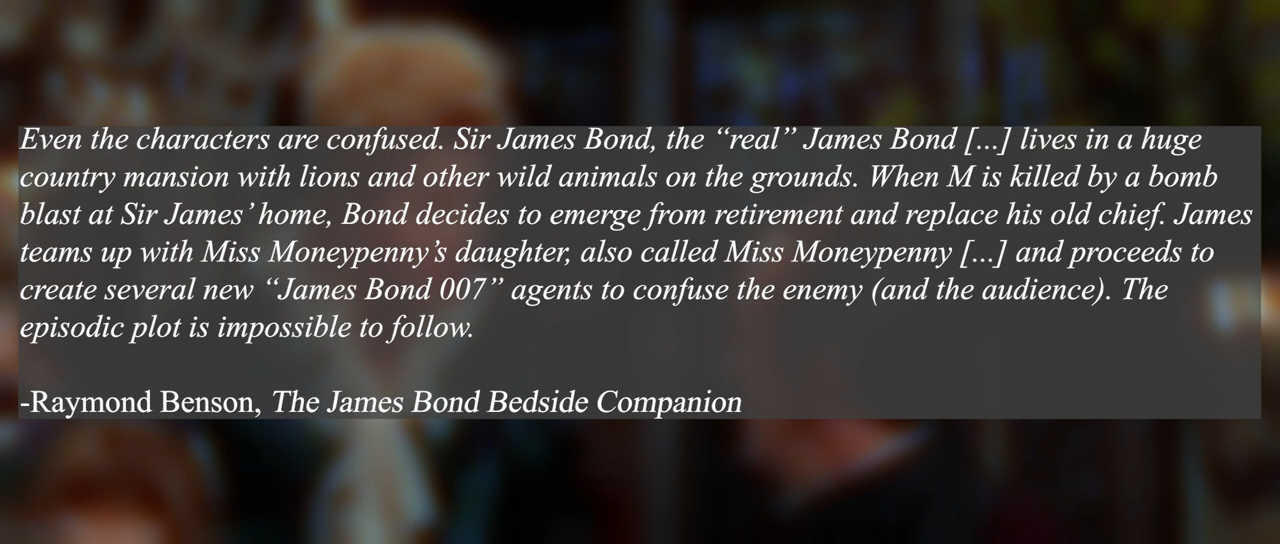 Even the characters are confused. Sir James Bond, the “real” James Bond [...] lives in a huge
country mansion with lions and other wild animals on the grounds. When M is killed by a bomb
blast at Sir James’ home, Bond decides to emerge from retirement and replace his old chief. James
teams up with Miss Moneypenny’s daughter, also called Miss Moneypenny [...] and proceeds to
create several new “James Bond 007” agents to confuse the enemy (and the audience). The
episodic plot is impossible to follow.
-Raymond Benson, The James Bond Bedside Companion